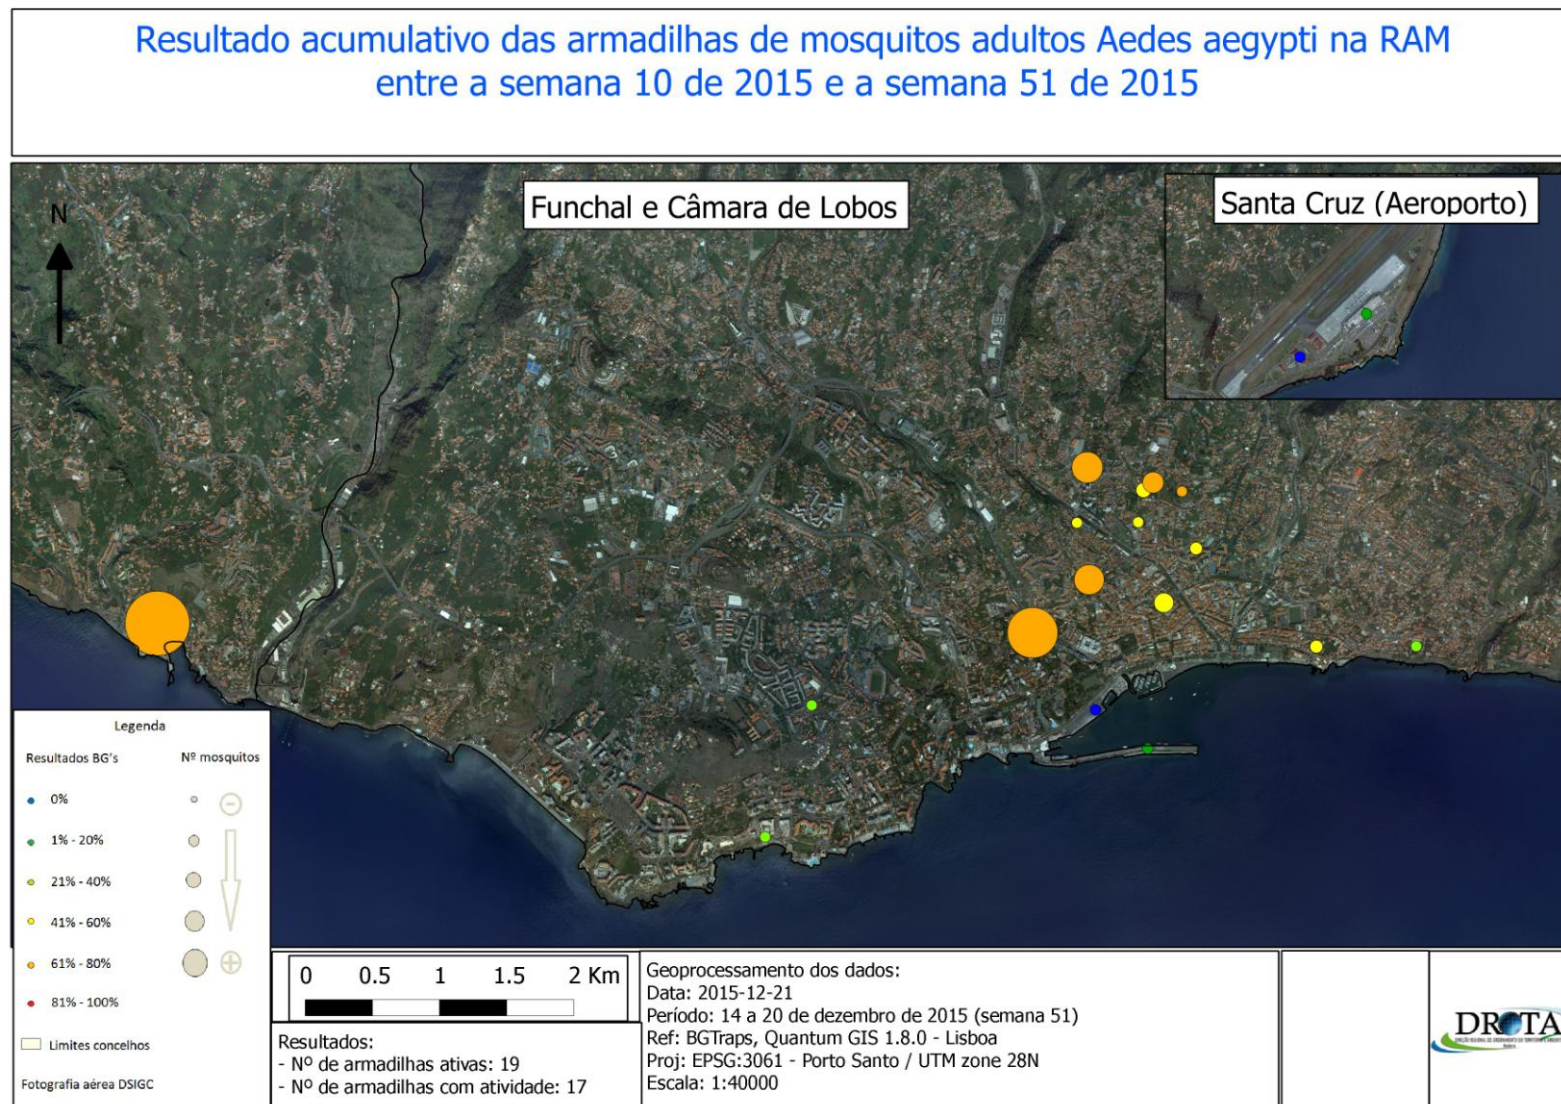 Resultado acumulativo das armadilhas de mosquitos adultos Aedes aegypti na RAM
entre a semana 10 de 2015 e a semana 51 de 2015
N
Funchal e Câmara de Lobos
Santa Cruz (Aeroporto)
Legenda
Resultados BG's
Nº mosquitos
0%
1% - 20%
21% - 40%
41% - 60%
61% - 80%
81% - 100%
Limites concelhos
Fotografia aérea DSIGC
0 0.5 1 1.5 2 Km
Resultados:
- Nº de armadilhas ativas: 19
- Nº de armadilhas com atividade: 17
Geoprocessamento dos dados:
Data: 2015-12-21
Período: 14 a 20 de dezembro de 2015 (semana 51)
Ref: BGTraps, Quantum GIS 1.8.0 - Lisboa
Proj: EPSG:3061 - Porto Santo / UTM zone 28N
Escala: 1:40000
DROTA